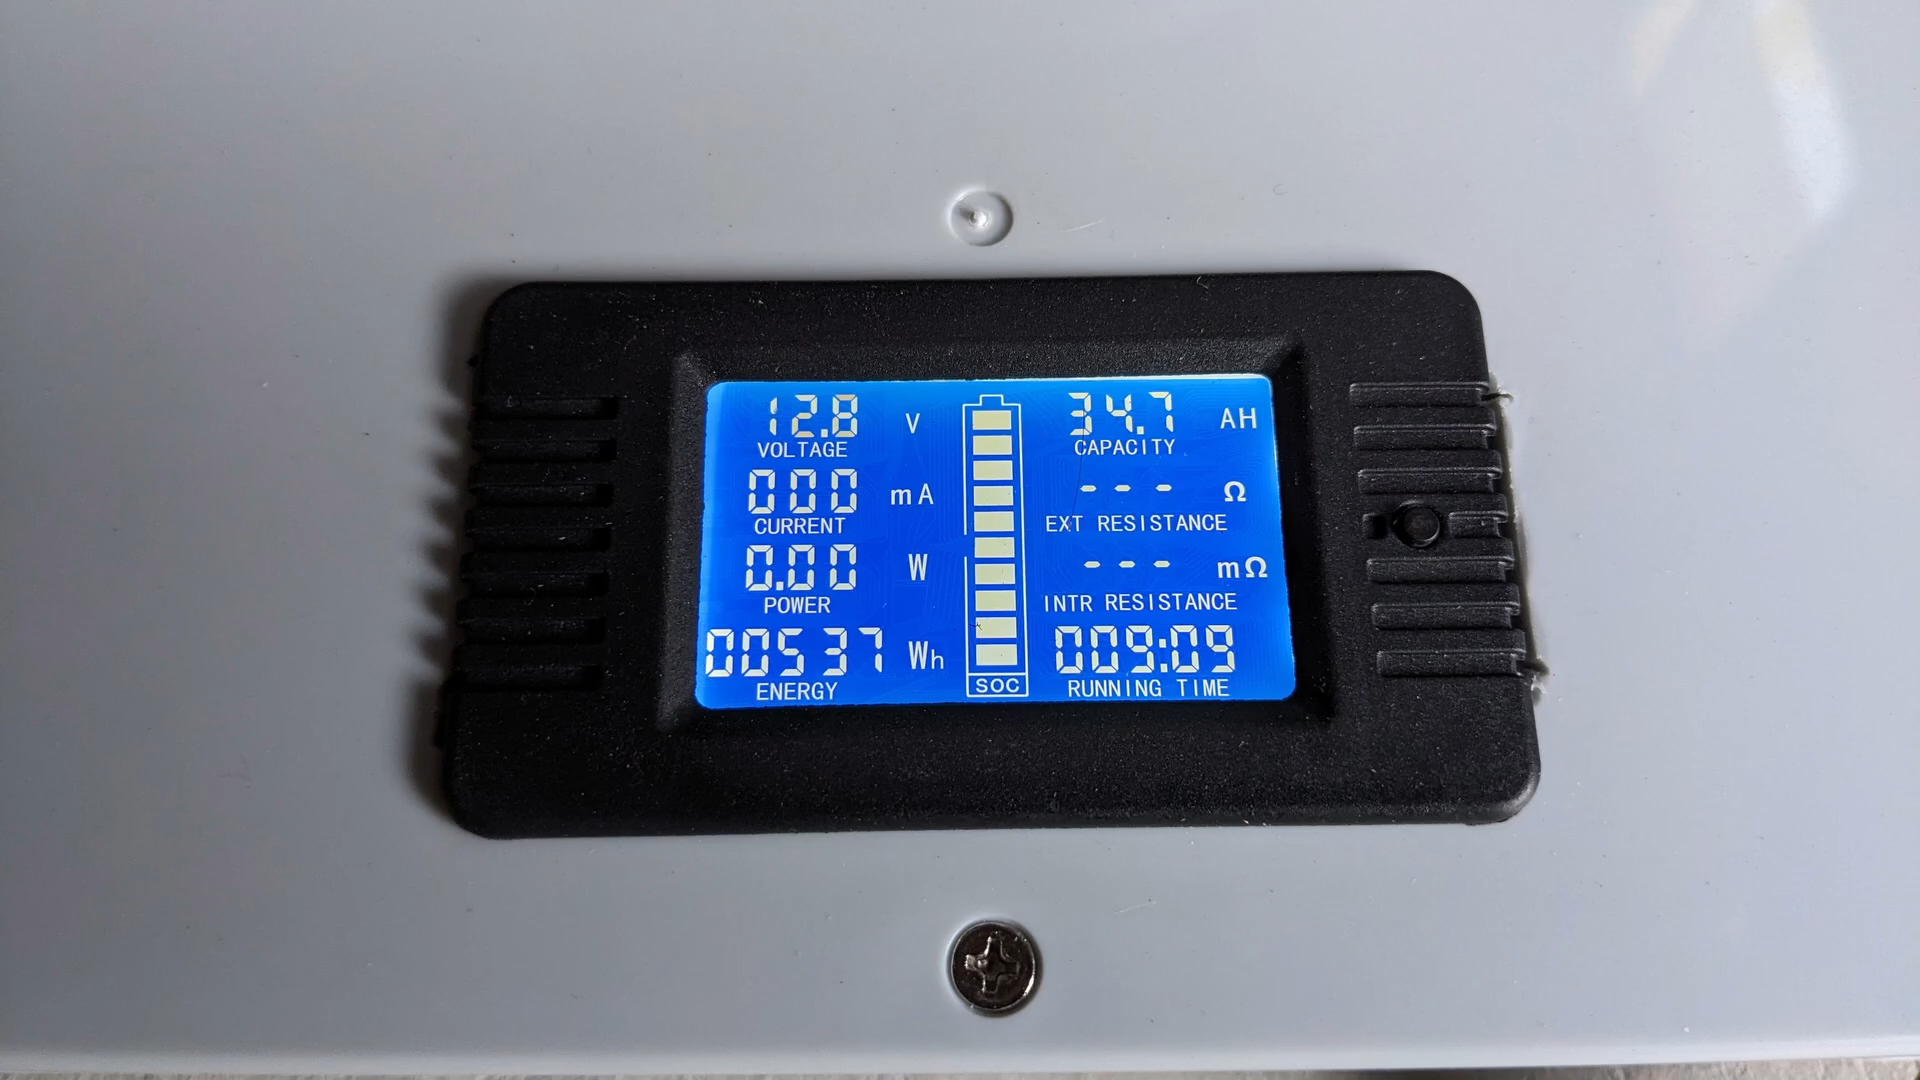 12.8 V
VOLTAGE
000 mA
CURRENT
0.00 W
POWER
00537 Wh
ENERGY
SOC
34.7 AH
CAPACITY
--- Ω
EXT RESISTANCE
--- mΩ
INTR RESISTANCE
009:09
RUNNING TIME